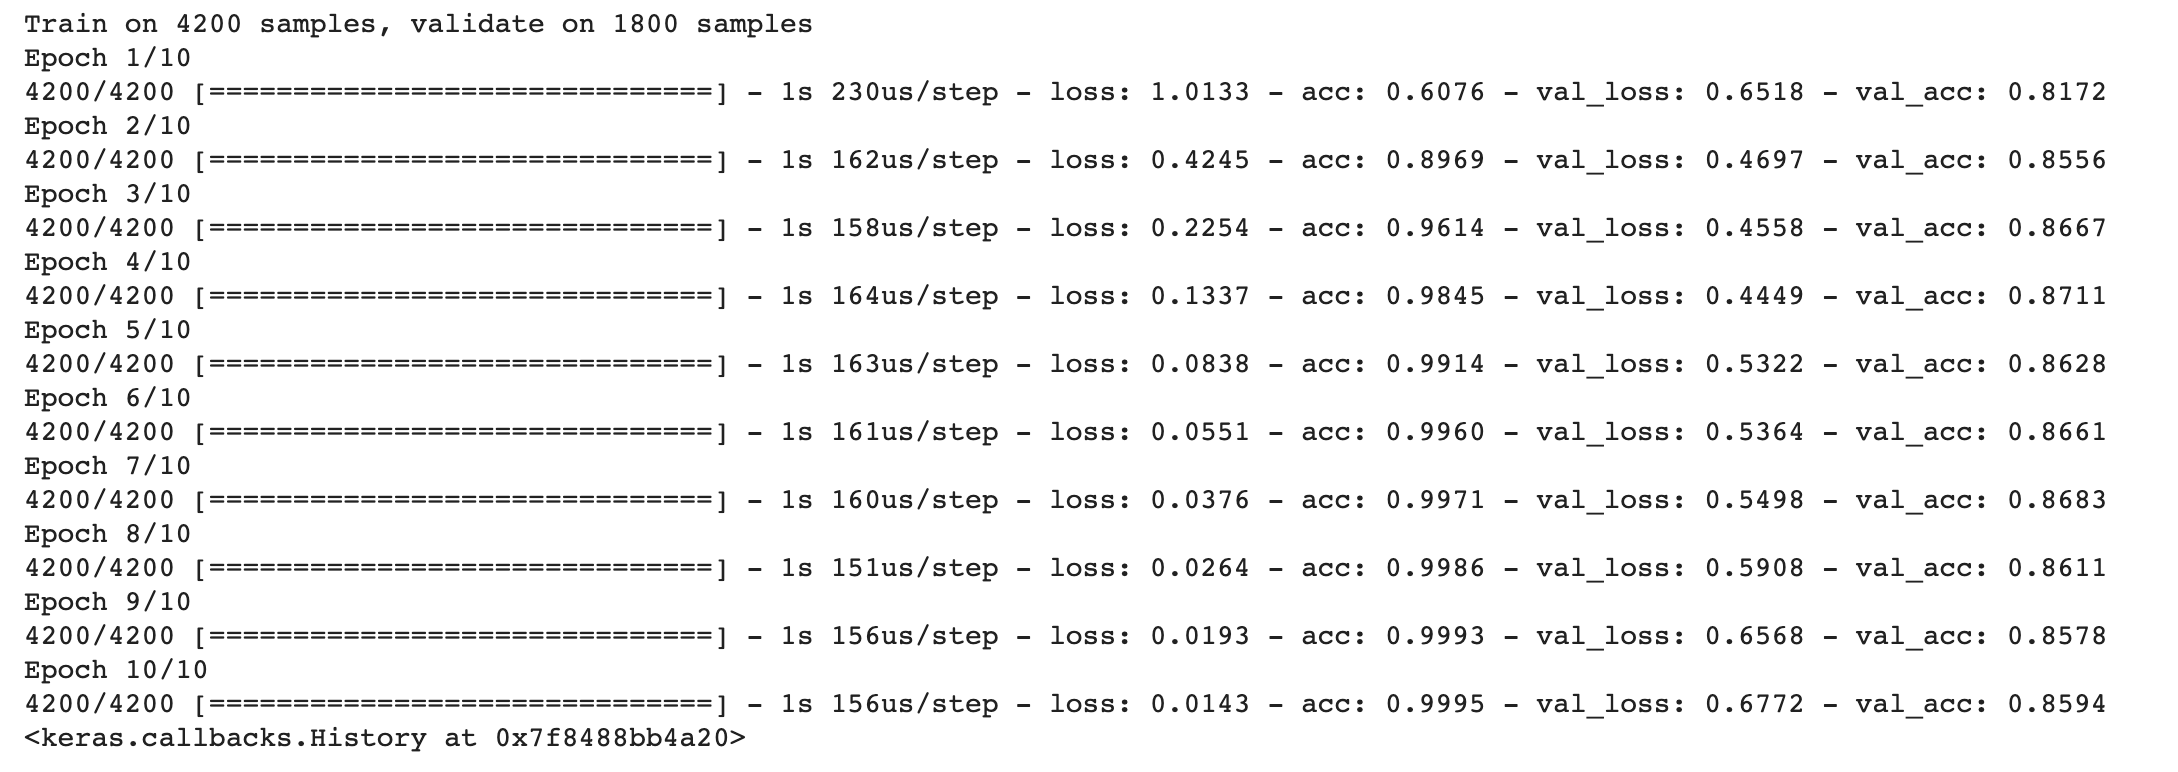 Train on 4200 samples, validate on 1800 samples
Epoch 1/10
4200/4200 [==============================] - 1s 230us/step - loss: 1.0133 - acc: 0.6076 - val_loss: 0.6518 - val_acc: 0.8172
Epoch 2/10
4200/4200 [==============================] - 1s 162us/step - loss: 0.4245 - acc: 0.8969 - val_loss: 0.4697 - val_acc: 0.8556
Epoch 3/10
4200/4200 [==============================] - 1s 158us/step - loss: 0.2254 - acc: 0.9614 - val_loss: 0.4558 - val_acc: 0.8667
Epoch 4/10
4200/4200 [==============================] - 1s 164us/step - loss: 0.1337 - acc: 0.9845 - val_loss: 0.4449 - val_acc: 0.8711
Epoch 5/10
4200/4200 [==============================] - 1s 163us/step - loss: 0.0838 - acc: 0.9914 - val_loss: 0.5322 - val_acc: 0.8628
Epoch 6/10
4200/4200 [==============================] - 1s 161us/step - loss: 0.0551 - acc: 0.9960 - val_loss: 0.5364 - val_acc: 0.8661
Epoch 7/10
4200/4200 [==============================] - 1s 160us/step - loss: 0.0376 - acc: 0.9971 - val_loss: 0.5498 - val_acc: 0.8683
Epoch 8/10
4200/4200 [==============================] - 1s 151us/step - loss: 0.0264 - acc: 0.9986 - val_loss: 0.5908 - val_acc: 0.8611
Epoch 9/10
4200/4200 [==============================] - 1s 156us/step - loss: 0.0193 - acc: 0.9993 - val_loss: 0.6568 - val_acc: 0.8578
Epoch 10/10
4200/4200 [==============================] - 1s 156us/step - loss: 0.0143 - acc: 0.9995 - val_loss: 0.6772 - val_acc: 0.8594
<keras.callbacks.History at 0x7f8488bb4a20>